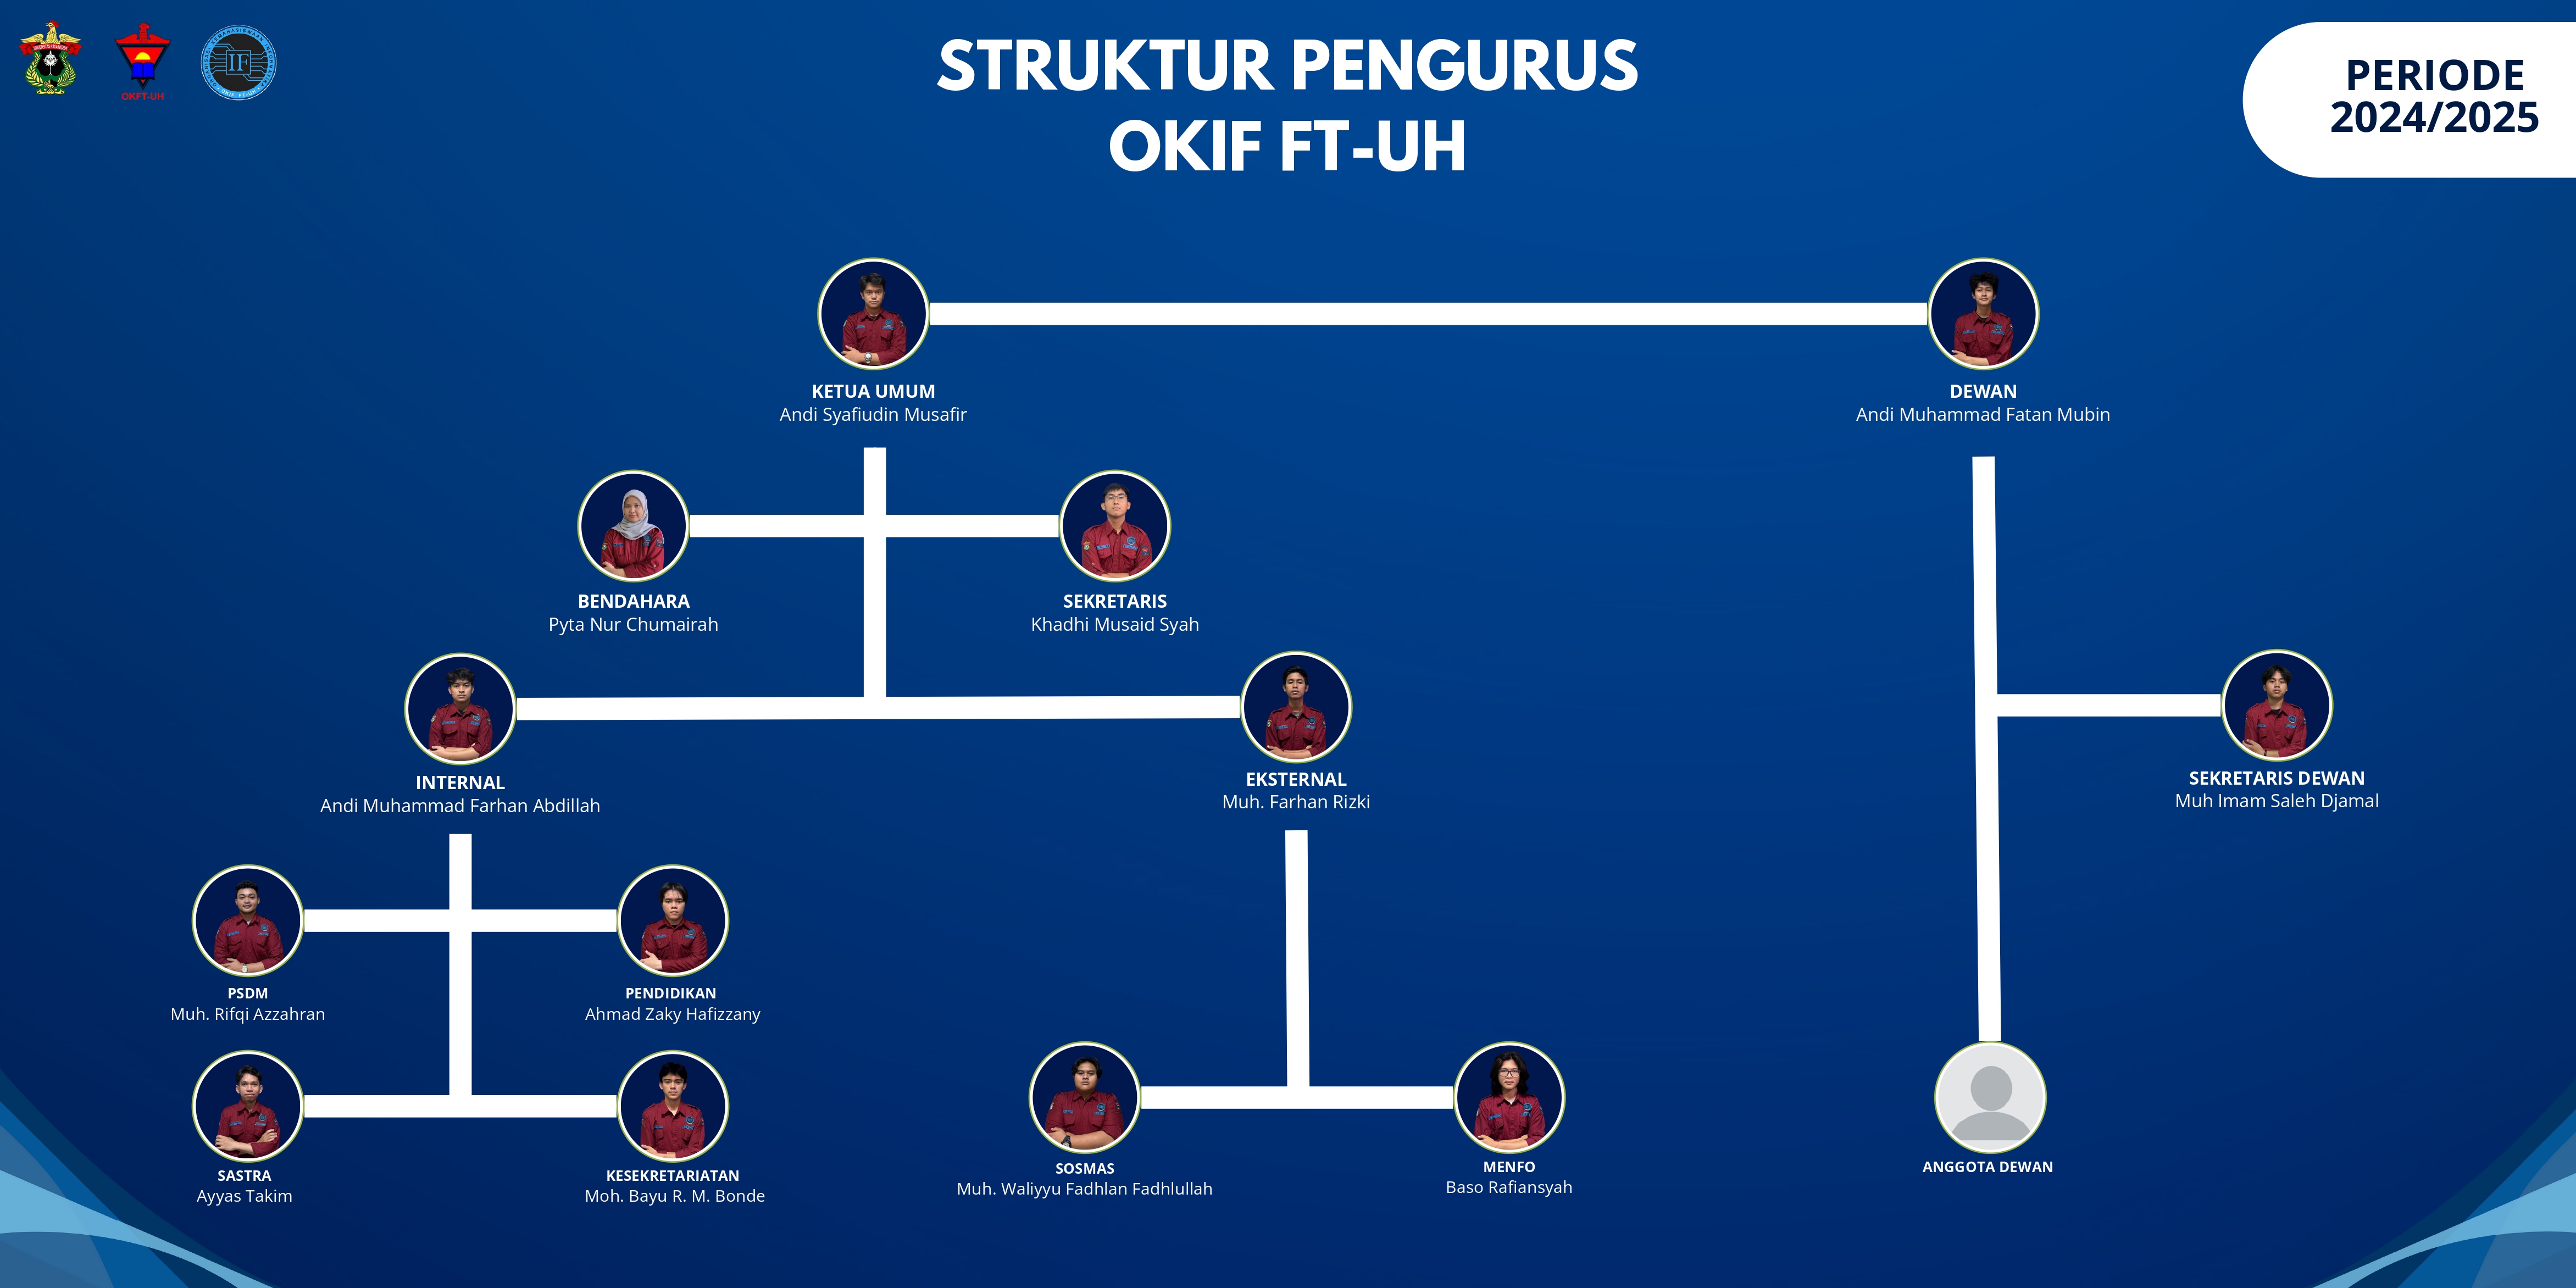 OKFT-UH
IF
STRUKTUR PENGURUS
OKIF FT-UH
PERIODE
2024/2025
KETUA UMUM
Andi Syafiudin Musafir
DEWAN
Andi Muhammad Fatan Mubin
BENDAHARA
Pyta Nur Chumairah
SEKRETARIS
Khadhi Musaid Syah
INTERNAL
Andi Muhammad Farhan Abdillah
EKSTERNAL
Muh. Farhan Rizki
SEKRETARIS DEWAN
Muh Imam Saleh Djamal
PSDM
Muh. Rifqi Azzahran
PENDIDIKAN
Ahmad Zaky Hafizzany
SASTRA
Ayyas Takim
KESEKRETARIATAN
Moh. Bayu R. M. Bonde
SOSMAS
Muh. Waliyyu Fadhlan Fadhlullah
MENFO
Baso Rafiansyah
ANGGOTA DEWAN